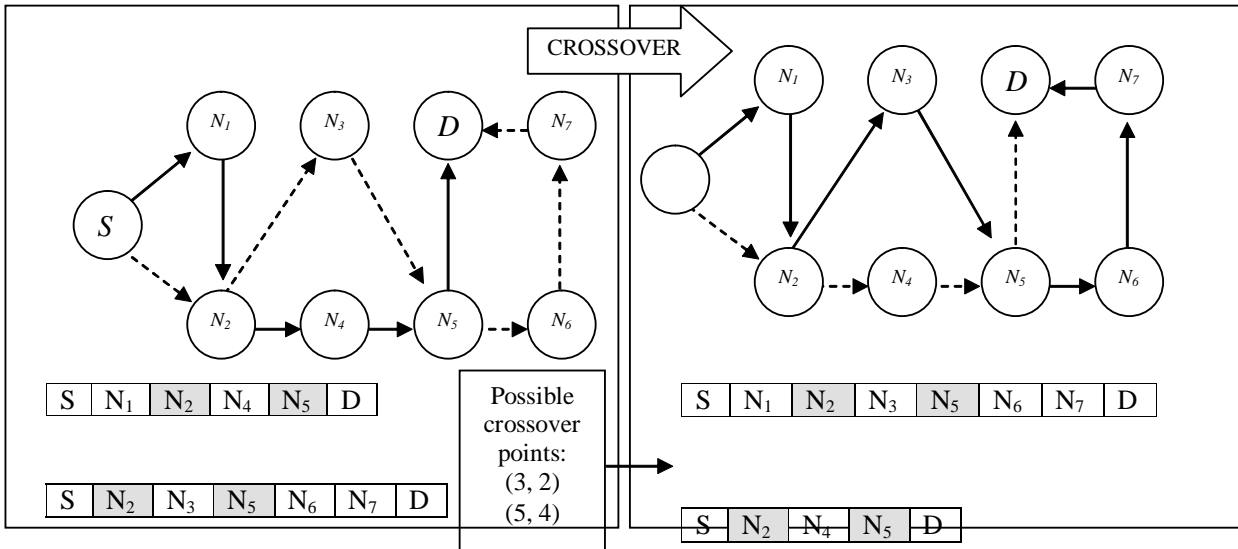 CROSSOVER
N1 N3 D N7
S
N2 N4 N5 N6
S N1 N2 N4 N5 D
S N2 N3 N5 N6 N7 D
Possible
crossover
points:
(3, 2)
(5, 4)
N1 N3 D N7
N2 N4 N5 N6
S N1 N2 N3 N5 N6 N7 D
S N2 N4 N5 D